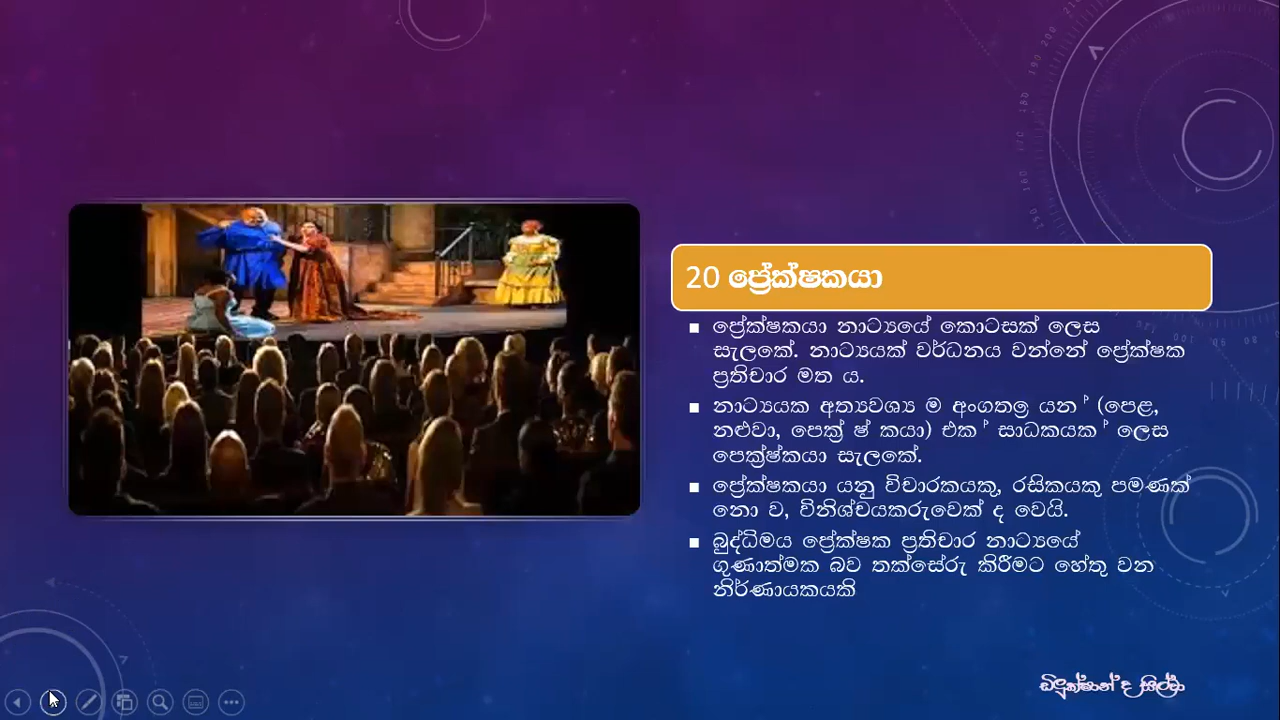 20 ප්‍රේක්ෂකයා
▪ ප්‍රේක්ෂකයා නාට්‍යයේ කොටසක් ලෙස
සැලකේ. නාට්‍යයක් වර්ධනය වන්නේ ප්‍රේක්ෂක
ප්‍රතිචාර මත ය.
▪ නාට්‍යයක අත්‍යවශ්‍ය ම අංගත්‍රෙ යන ් (පෙළ,
නළුවා, පෙක්‍ර් ෂ් කයා) එක ් සාධකයක ් ලෙස
පෙක්‍ර්ෂ්කයා සැලකේ.
▪ ප්‍රේක්ෂකයා යනු විචාරකයකු, රසිකයකු පමණක්
නො ව, විනිශ්චයකරුවෙක් ද වෙයි.
▪ බුද්ධිමය ප්‍රේක්ෂක ප්‍රතිචාර නාට්‍යයේ
ගුණාත්මක බව තක්සේරු කිරීමට හේතු වන
නිර්ණායකයකි
ඩිලුක්ෂාන් ද සිල්වා